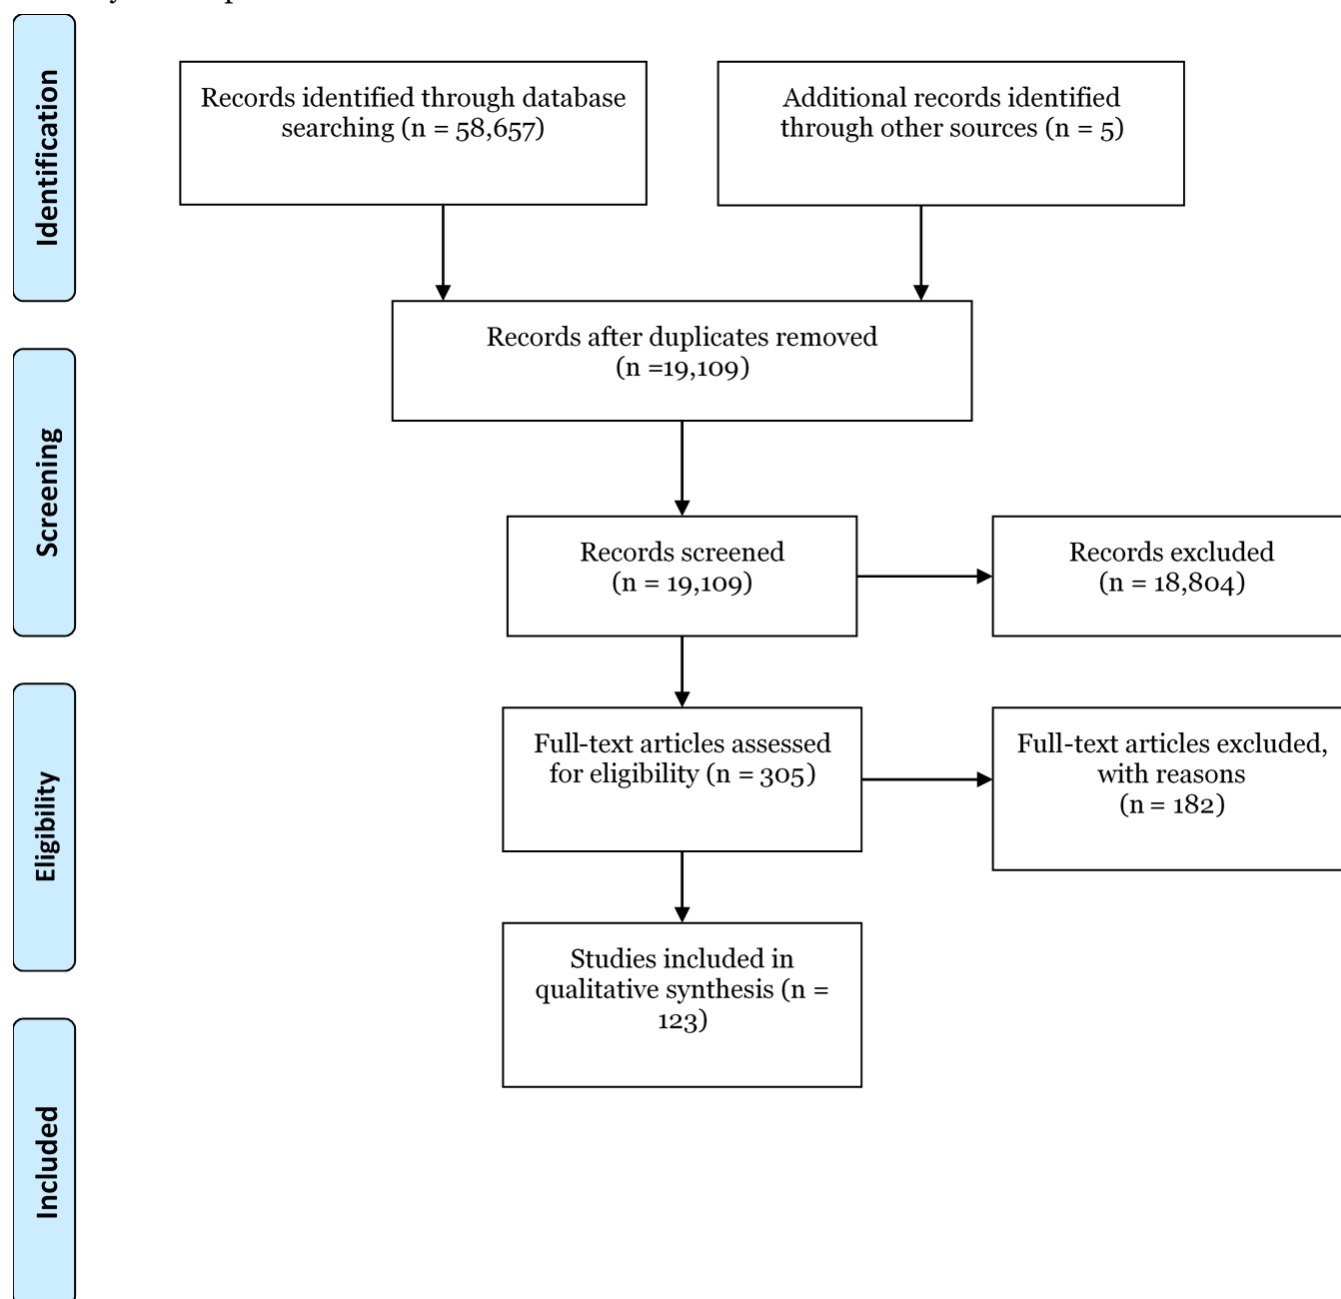 Identification
Records identified through database
searching (n = 58,657)
Additional records identified
through other sources (n = 5)
Records after duplicates removed
(n =19,109)
Screening
Records screened
(n = 19,109)
Records excluded
(n = 18,804)
Eligibility
Full-text articles assessed
for eligibility (n = 305)
Full-text articles excluded,
with reasons
(n = 182)
Studies included in
qualitative synthesis (n =
123)
Included